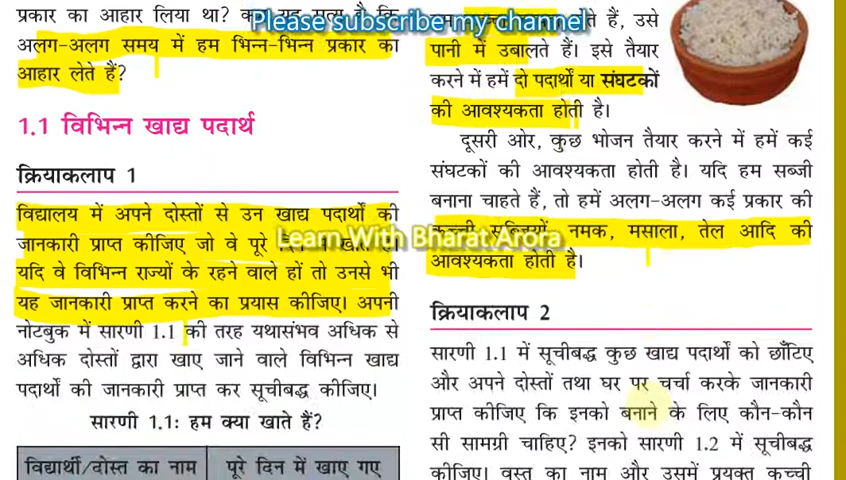 प्रकार का आहार लिया था?
Please subscribe my channel
अलग-अलग समय में हम भिन्न-भिन्न प्रकार का
आहार लेते हैं?
1.1 विभिन्न खाद्य पदार्थ
क्रियाकलाप 1
विद्यालय में अपने दोस्तों से उन खाद्य पदार्थों की
जानकारी प्राप्त कीजिए जो वे पूरे
यदि वे विभिन्न राज्यों के रहने वाले हों तो उनसे भी
यह जानकारी प्राप्त करने का प्रयास कीजिए। अपनी
नोटबुक में सारणी 1.1 की तरह यथासंभव अधिक से
अधिक दोस्तों द्वारा खाए जाने वाले विभिन्न खाद्य
पदार्थों की जानकारी प्राप्त कर सूचीबद्ध कीजिए।
सारणी 1.1: हम क्या खाते हैं?
विद्यार्थी/दोस्त का नाम
पूरे दिन में खाए गए
हैं, उसे
पानी में उबालते हैं। इसे तैयार
करने में हमें दो पदार्थों या संघटकों
की आवश्यकता होती है।
दूसरी ओर, कुछ भोजन तैयार करने में हमें कई
संघटकों की आवश्यकता होती है। यदि हम सब्जी
बनाना चाहते हैं, तो हमें अलग-अलग कई प्रकार की
नमक, मसाला, तेल आदि की
Learn With Bharat Arora
आवश्यकता होती है।
क्रियाकलाप 2
सारणी 1.1 में सूचीबद्ध कुछ खाद्य पदार्थों को छाँटिए
और अपने दोस्तों तथा घर पर चर्चा करके जानकारी
प्राप्त कीजिए कि इनको बनाने के लिए कौन-कौन
सी सामग्री चाहिए? इनको सारणी 1.2 में सूचीबद्ध
कीजिए। वस्तु का नाम और उसमें प्रयुक्त कच्ची